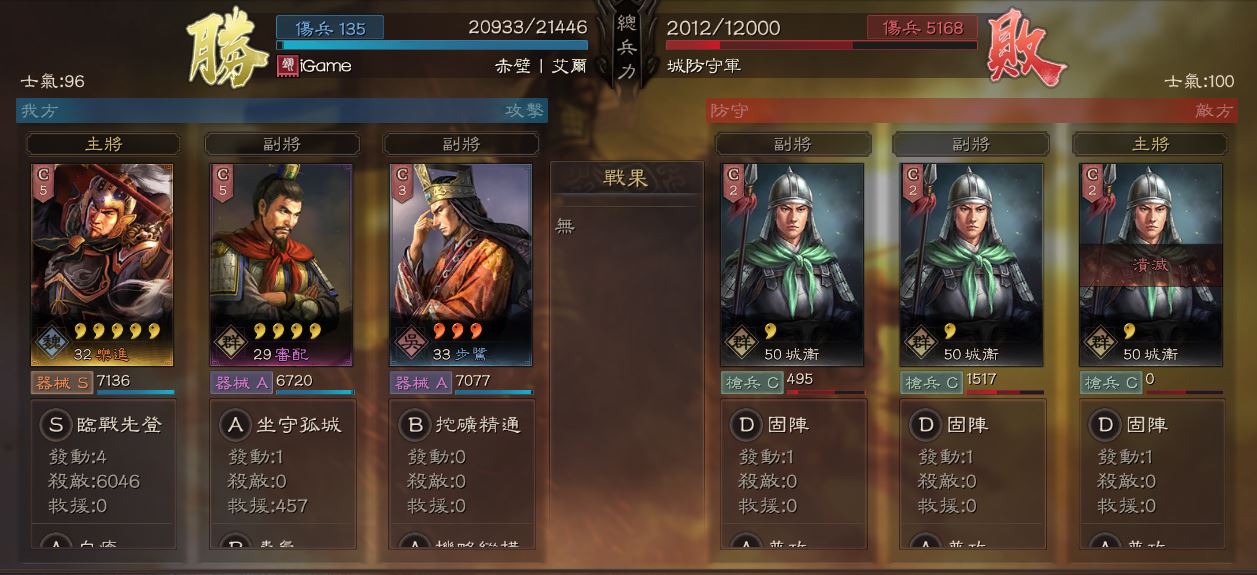 勝
傷兵 135
20933/21446
總兵力
2012/12000
傷兵 5168
敗
iGame
赤壁 | 艾爾
城防守軍
士氣:96
士氣:100
我方
攻擊
防守
敵方
主將
副將
副將
副將
副將
主將
戰果
無
C
5
C
5
C
3
C
2
C
2
C
2
潰滅
魏
32 樂進
群
29 審配
吳
33 步騭
群
50 城衛
群
50 城衛
群
50 城衛
器械 S
7136
器械 A
6720
器械 A
7077
槍兵 C
495
槍兵 C
1517
槍兵 C
0
S 臨戰先登
發動:4
殺敵:6046
救援:0
A 坐守孤城
發動:1
殺敵:0
救援:457
B 挖礦精通
發動:0
殺敵:0
救援:0
D 固陣
發動:1
殺敵:0
救援:0
D 固陣
發動:1
殺敵:0
救援:0
D 固陣
發動:1
殺敵:0
救援:0